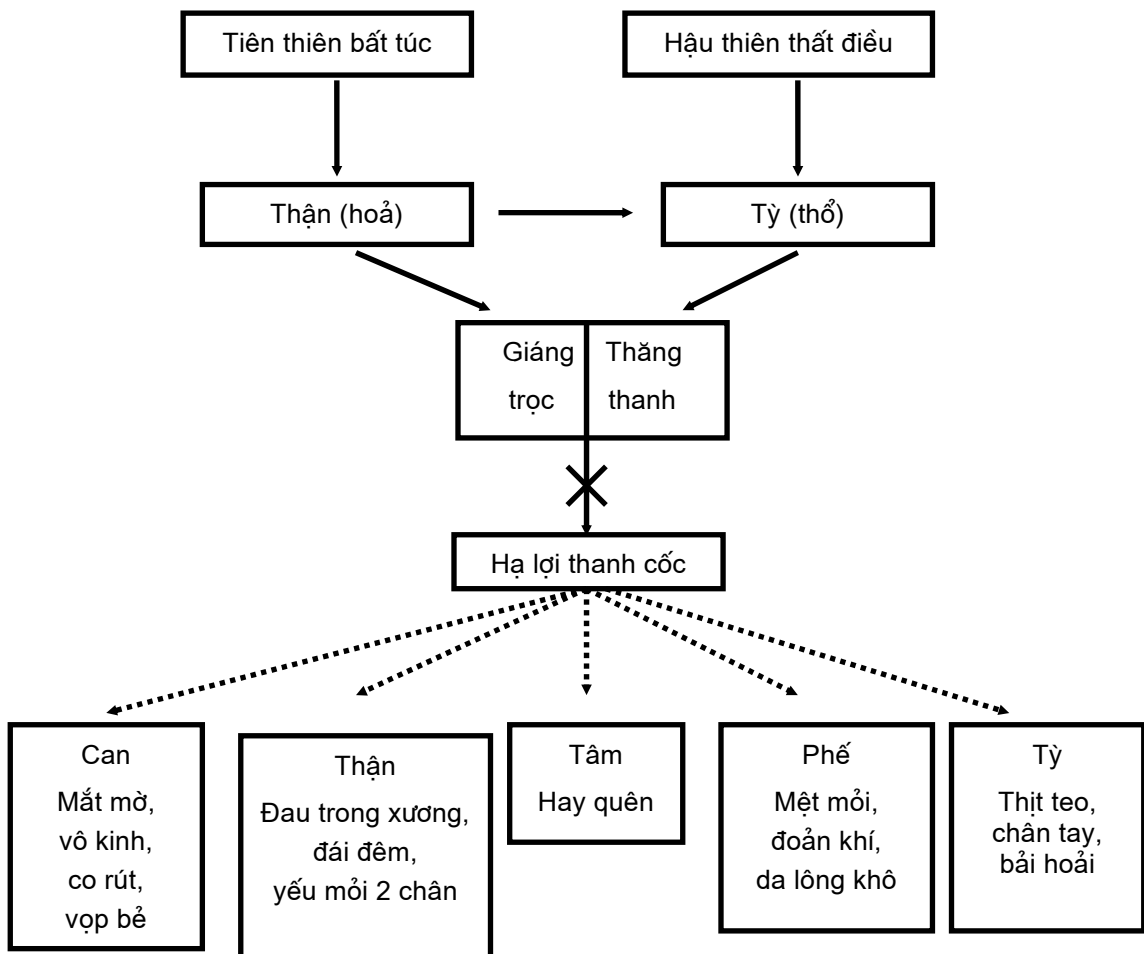 Tiên thiên bất túc
Hậu thiên thất điều
Thận (hoả)
Tỳ (thổ)
Giáng
trọc
Thăng
thanh
Hạ lợi thanh cốc
Can
Mắt mờ,
vô kinh,
co rút,
vọp bẻ
Thận
Đau trong xương,
đái đêm,
yếu mỏi 2 chân
Tâm
Hay quên
Phế
Mệt mỏi,
đoản khí,
da lông khô
Tỳ
Thịt teo,
chân tay,
bải hoải